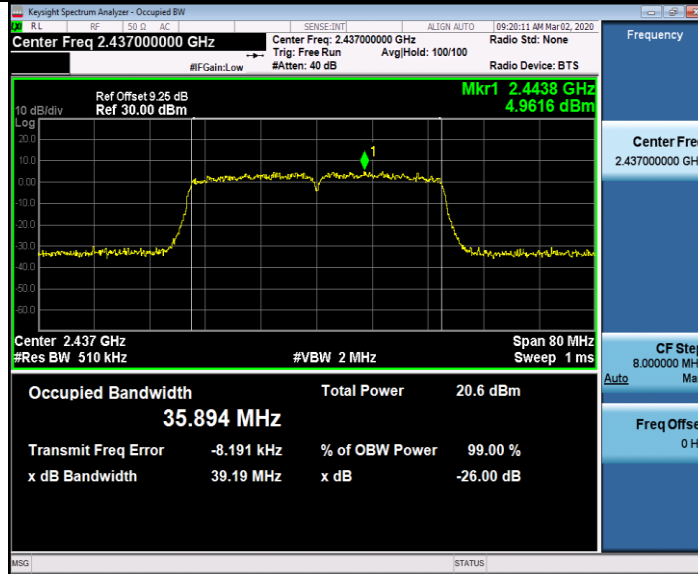 Keysight Spectrum Analyzer - Occupied BW
LXI RL RF 50 Ω AC SENSE:INT ALIGN AUTO 09:20:11 AM Mar 02, 2020
Center Freq 2.437000000 GHz
Center Freq: 2.437000000 GHz Radio Std: None
Trig: Free Run Avg|Hold: 100/100
#IFGain:Low #Atten: 40 dB Radio Device: BTS
Frequency
Ref Offset 9.25 dB
10 dB/div Ref 30.00 dBm
Mkr1 2.4438 GHz
4.9616 dBm
Log
20.0
10.0
0.00
-10.0
-20.0
-30.0
-40.0
-50.0
-60.0
1
Center 2.437 GHz Span 80 MHz
#Res BW 510 kHz #VBW 2 MHz Sweep 1 ms
Center Fre
2.437000000 GH
CF Ste
8.000000 MH
Auto Ma
Freq Offse
0 H
Occupied Bandwidth Total Power 20.6 dBm
35.894 MHz
Transmit Freq Error -8.191 kHz % of OBW Power 99.00 %
x dB Bandwidth 39.19 MHz x dB -26.00 dB
MSG STATUS